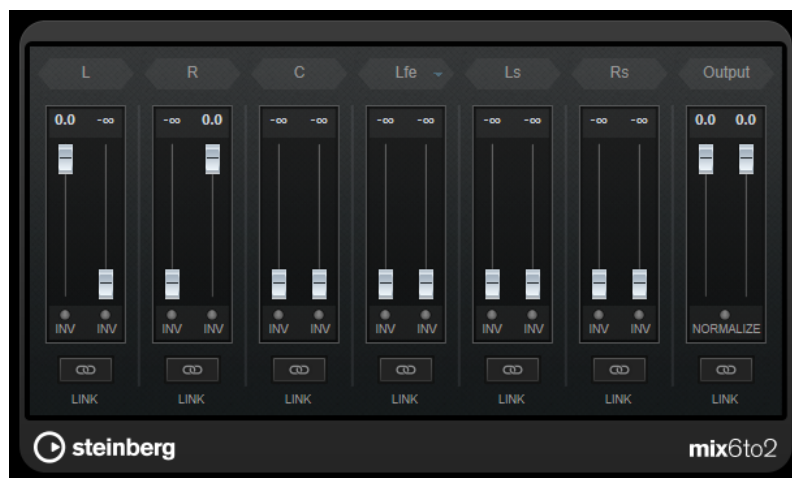 L R C Lfe Ls Rs Output
0.0 -∞ -∞ 0.0 -∞ -∞ -∞ -∞ -∞ -∞ -∞ -∞ 0.0 0.0
INV INV INV INV INV INV INV INV INV INV INV INV NORMALIZE
LINK LINK LINK LINK LINK LINK LINK
steinberg mix6to2